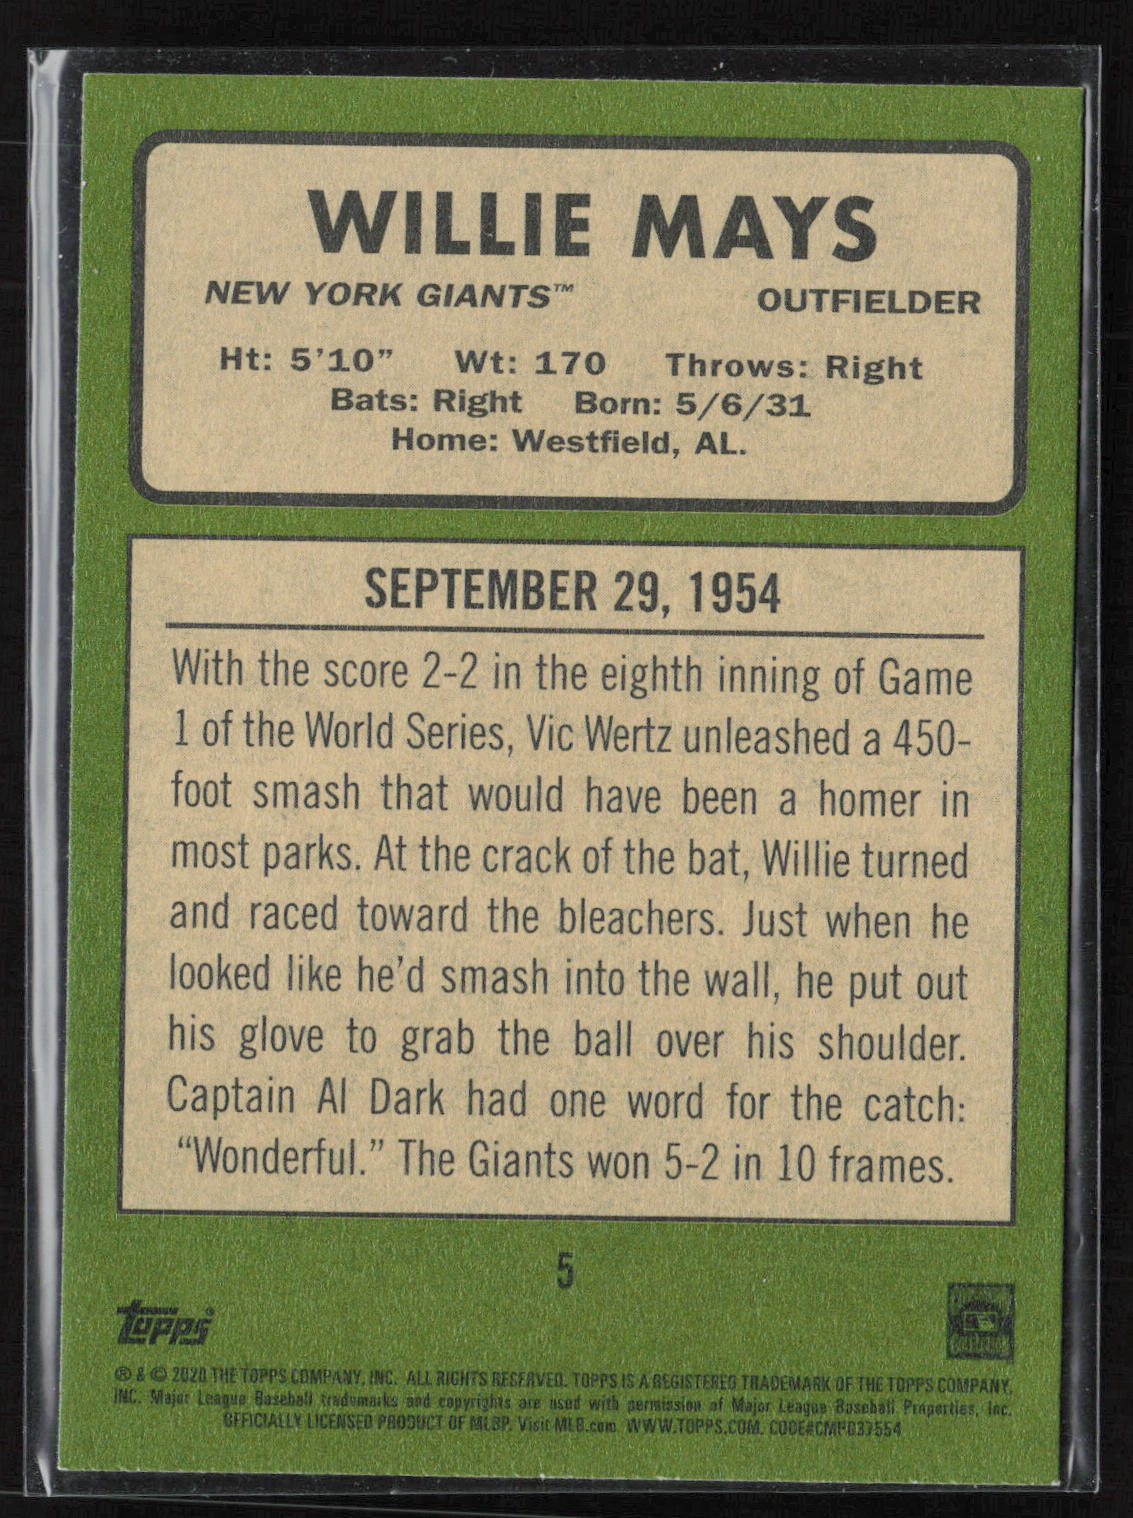 WILLIE MAYS
NEW YORK GIANTS™ OUTFIELDER
Ht: 5'10" Wt: 170 Throws: Right
Bats: Right Born: 5/6/31
Home: Westfield, AL.
SEPTEMBER 29, 1954
With the score 2-2 in the eighth inning of Game
1 of the World Series, Vic Wertz unleashed a 450-
foot smash that would have been a homer in
most parks. At the crack of the bat, Willie turned
and raced toward the bleachers. Just when he
looked like he'd smash into the wall, he put out
his glove to grab the ball over his shoulder.
Captain Al Dark had one word for the catch:
“Wonderful.” The Giants won 5-2 in 10 frames.
5
Topps®
® & © 2020 THE TOPPS COMPANY, INC. ALL RIGHTS RESERVED. TOPPS IS A REGISTERED TRADEMARK OF THE TOPPS COMPANY,
INC. Major League Baseball trademarks and copyrights are used with permission of Major League Baseball Properties, Inc.
OFFICIALLY LICENSED PRODUCT OF MLBP. Visit MLB.com WWW.TOPPS.COM. CODE#CMP037554